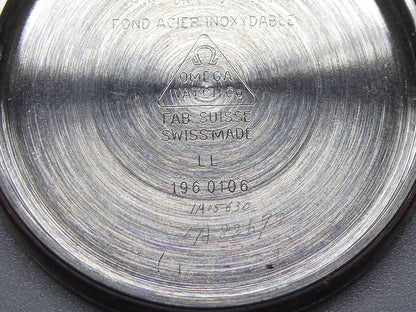 FOND ACIER INOXYDABLE
Ω
OMEGA
WATCH Co
FAB. SUISSE
SWISS MADE
LL
196 0106